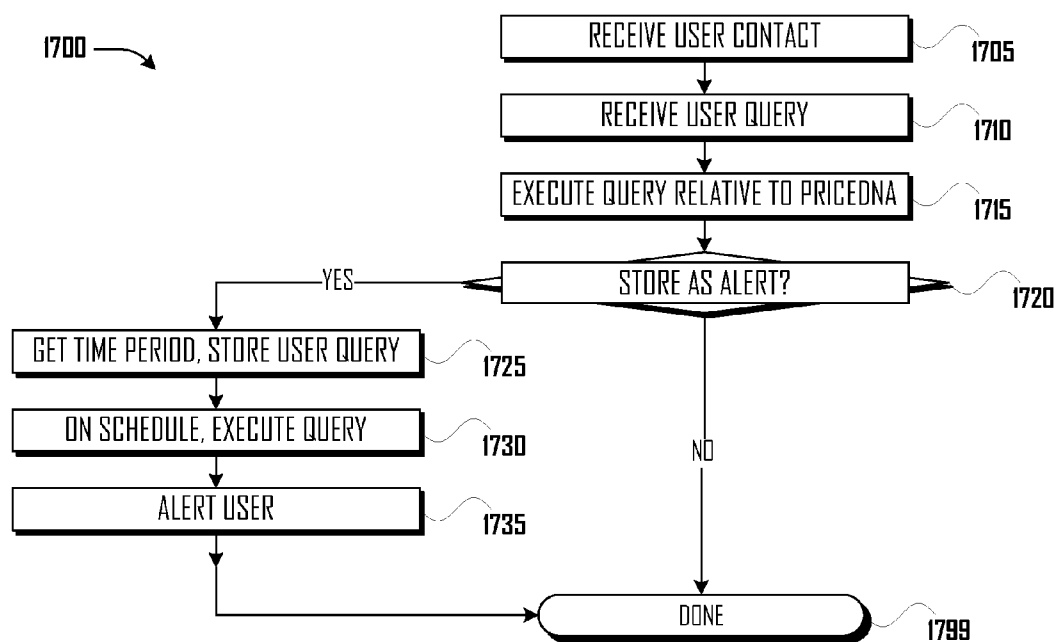 1700
RECEIVE USER CONTACT
1705
RECEIVE USER QUERY
1710
EXECUTE QUERY RELATIVE TO PRICEDNA
1715
STORE AS ALERT?
1720
YES
GET TIME PERIOD, STORE USER QUERY
1725
ON SCHEDULE, EXECUTE QUERY
1730
NO
ALERT USER
1735
DONE
1799